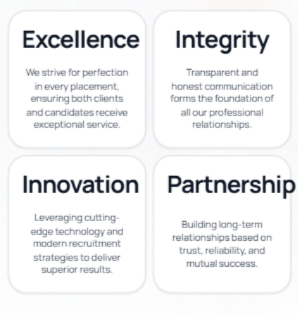 Excellence
We strive for perfection
in every placement,
ensuring both clients
and candidates receive
exceptional service.
Integrity
Transparent and
honest communication
forms the foundation of
all our professional
relationships.
Innovation
Leveraging cutting-
edge technology and
modern recruitment
strategies to deliver
superior results.
Partnership
Building long-term
relationships based on
trust, reliability, and
mutual success.